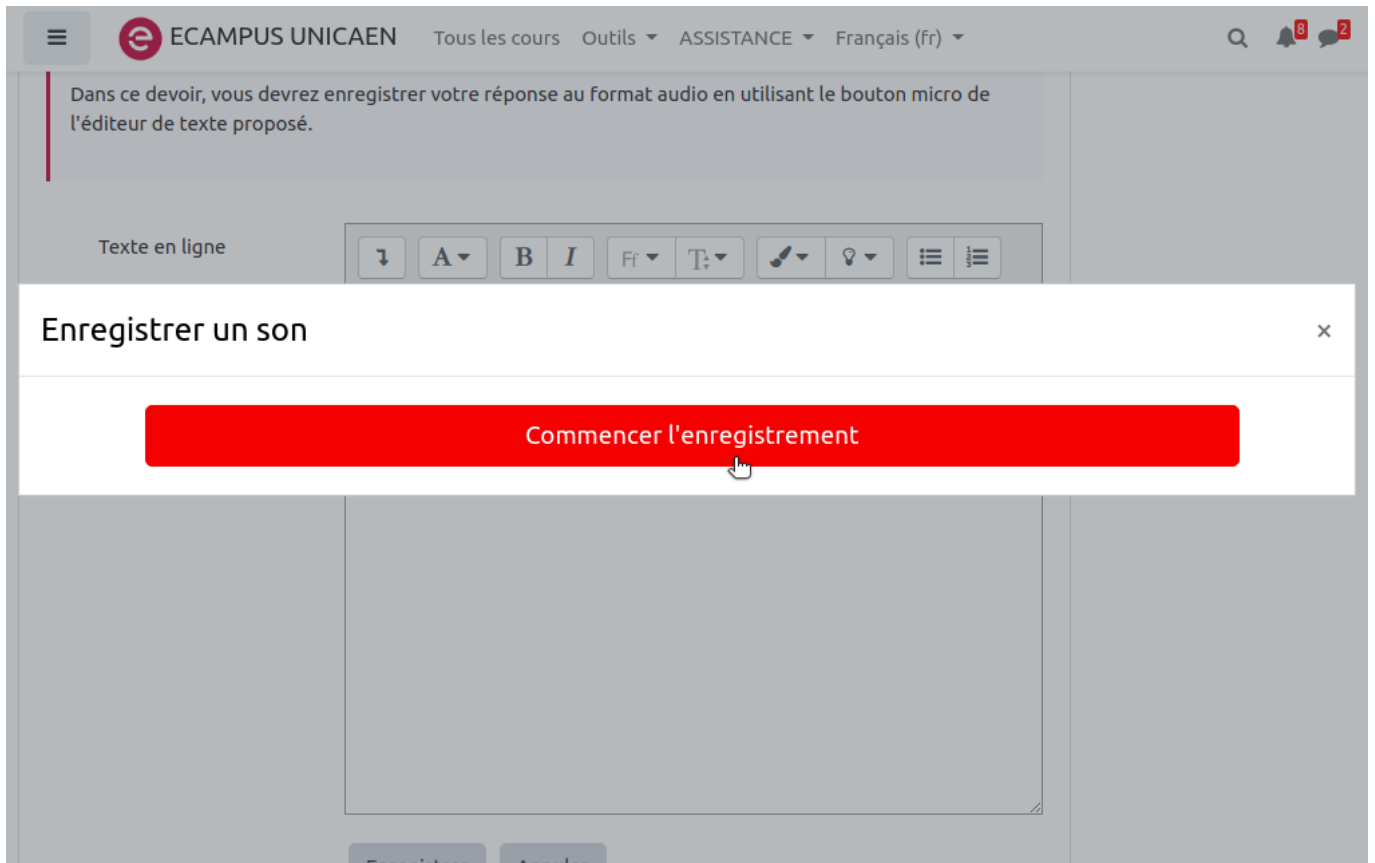 ECAMPUS UNICAEN Tous les cours Outils ASSISTANCE Français (fr) 8 2
Dans ce devoir, vous devrez enregistrer votre réponse au format audio en utilisant le bouton micro de
l'éditeur de texte proposé.
Texte en ligne
A B I Ff T
Enregistrer un son ×
Commencer l'enregistrement